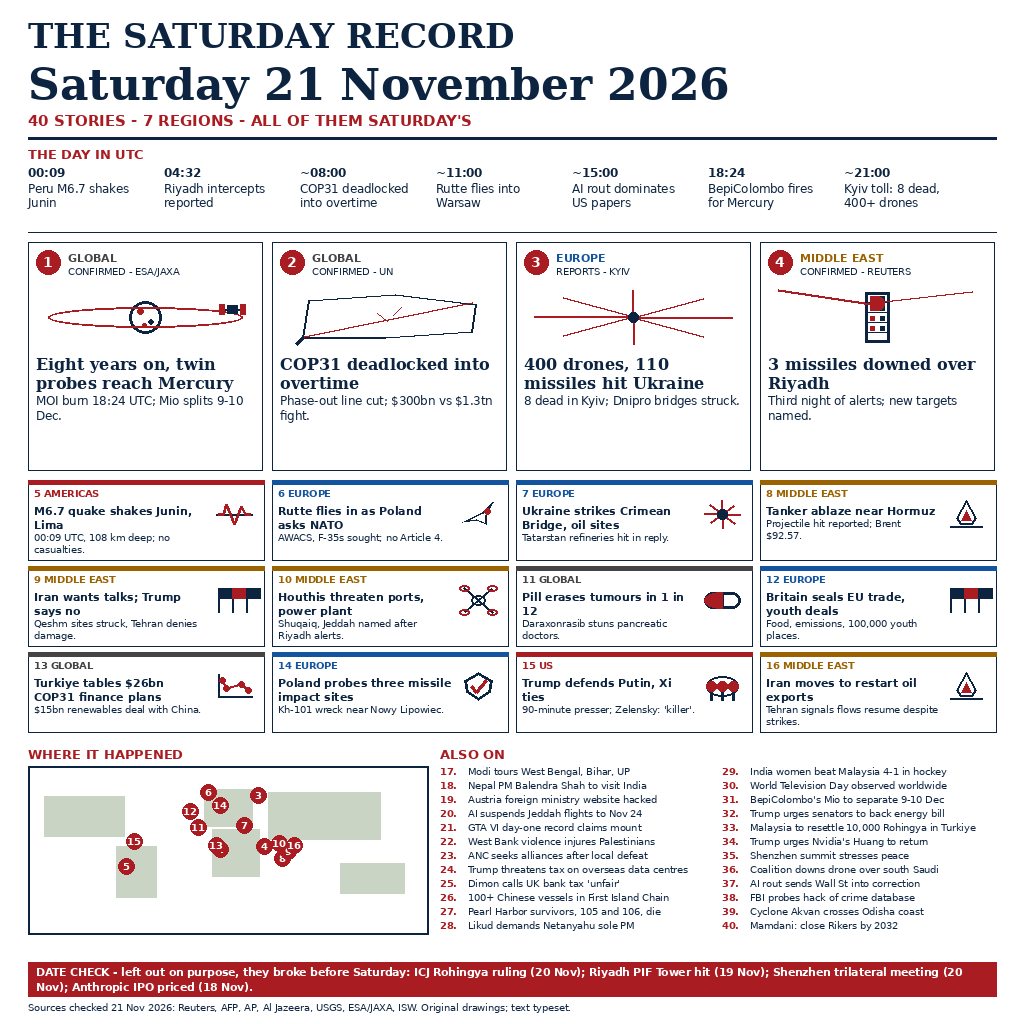 THE SATURDAY RECORD
Saturday 21 November 2026
40 STORIES - 7 REGIONS - ALL OF THEM SATURDAY'S
THE DAY IN UTC
00:09
Peru M6.7 shakes
Junin
04:32
Riyadh intercepts
reported
~08:00
COP31 deadlocked
into overtime
~11:00
Rutte flies into
Warsaw
~15:00
AI rout dominates
US papers
18:24
BepiColombo fires
for Mercury
~21:00
Kyiv toll: 8 dead,
400+ drones
1
GLOBAL
CONFIRMED - ESA/JAXA
Eight years on, twin
probes reach Mercury
MOI burn 18:24 UTC; Mio splits 9-10
Dec.
2
GLOBAL
CONFIRMED - UN
COP31 deadlocked into
overtime
Phase-out line cut; $300bn vs $1.3tn
fight.
3
EUROPE
REPORTS - KYIV
400 drones, 110
missiles hit Ukraine
8 dead in Kyiv; Dnipro bridges struck.
4
MIDDLE EAST
CONFIRMED - REUTERS
3 missiles downed over
Riyadh
Third night of alerts; new targets
named.
5 AMERICAS
M6.7 quake shakes Junin,
Lima
00:09 UTC, 108 km deep; no
casualties.
6 EUROPE
Rutte flies in as Poland
asks NATO
AWACS, F-35s sought; no Article 4.
7 EUROPE
Ukraine strikes Crimean
Bridge, oil sites
Tatarstan refineries hit in reply.
8 MIDDLE EAST
Tanker ablaze near Hormuz
Projectile hit reported; Brent
$92.57.
9 MIDDLE EAST
Iran wants talks; Trump
says no
Qeshm sites struck, Tehran denies
damage.
10 MIDDLE EAST
Houthis threaten ports,
power plant
Shuqaiq, Jeddah named after
Riyadh alerts.
11 GLOBAL
Pill erases tumours in 1 in
12
Daraxonrasib stuns pancreatic
doctors.
12 EUROPE
Britain seals EU trade,
youth deals
Food, emissions, 100,000 youth
places.
13 GLOBAL
Turkiye tables $26bn
COP31 finance plans
$15bn renewables deal with China.
14 EUROPE
Poland probes three missile
impact sites
Kh-101 wreck near Nowy Lipowiec.
15 US
Trump defends Putin, Xi
ties
90-minute presser; Zelensky: 'killer'.
16 MIDDLE EAST
Iran moves to restart oil
exports
Tehran signals flows resume despite
strikes.
WHERE IT HAPPENED
6
3
14
12
11
7
15
13
4
10
16
8
5
ALSO ON
17. Modi tours West Bengal, Bihar, UP
18. Nepal PM Balendra Shah to visit India
19. Austria foreign ministry website hacked
20. AI suspends Jeddah flights to Nov 24
21. GTA VI day-one record claims mount
22. West Bank violence injures Palestinians
23. ANC seeks alliances after local defeat
24. Trump threatens tax on overseas data centres
25. Dimon calls UK bank tax 'unfair'
26. 100+ Chinese vessels in First Island Chain
27. Pearl Harbor survivors, 105 and 106, die
28. Likud demands Netanyahu sole PM
29. India women beat Malaysia 4-1 in hockey
30. World Television Day observed worldwide
31. BepiColombo's Mio to separate 9-10 Dec
32. Trump urges senators to back energy bill
33. Malaysia to resettle 10,000 Rohingya in Turkiye
34. Trump urges Nvidia's Huang to return
35. Shenzhen summit stresses peace
36. Coalition downs drone over south Saudi
37. AI rout sends Wall St into correction
38. FBI probes hack of crime database
39. Cyclone Akvan crosses Odisha coast
40. Mamdani: close Rikers by 2032
DATE CHECK - left out on purpose, they broke before Saturday: ICJ Rohingya ruling (20 Nov); Riyadh PIF Tower hit (19 Nov); Shenzhen trilateral meeting (20
Nov); Anthropic IPO priced (18 Nov).
Sources checked 21 Nov 2026: Reuters, AFP, AP, Al Jazeera, USGS, ESA/JAXA, ISW. Original drawings; text typeset.